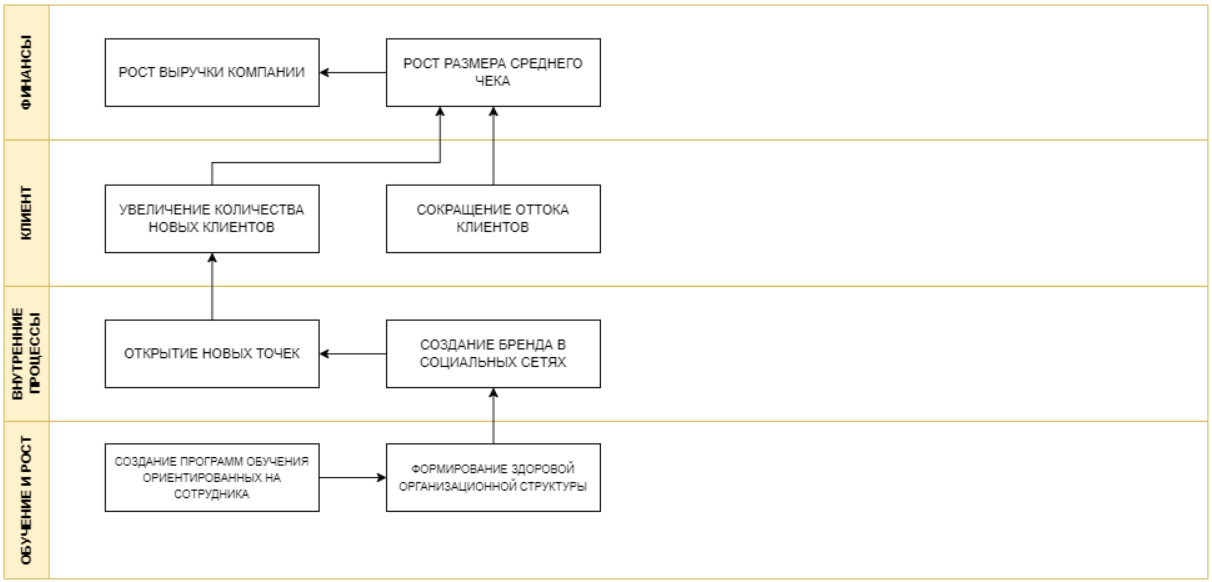 ФИНАНСЫ
РОСТ ВЫРУЧКИ КОМПАНИИ
РОСТ РАЗМЕРА СРЕДНЕГО
ЧЕКА
КЛИЕНТ
УВЕЛИЧЕНИЕ КОЛИЧЕСТВА
НОВЫХ КЛИЕНТОВ
СОКРАЩЕНИЕ ОТТОКА
КЛИЕНТОВ
ВНУТРЕННИЕ
ПРОЦЕССЫ
ОТКРЫТИЕ НОВЫХ ТОЧЕК
СОЗДАНИЕ БРЕНДА В
СОЦИАЛЬНЫХ СЕТЯХ
ОБУЧЕНИЕ И РОСТ
СОЗДАНИЕ ПРОГРАММ ОБУЧЕНИЯ
ОРИЕНТИРОВАННЫХ НА
СОТРУДНИКА
ФОРМИРОВАНИЕ ЗДОРОВОЙ
ОРГАНИЗАЦИОННОЙ СТРУКТУРЫ